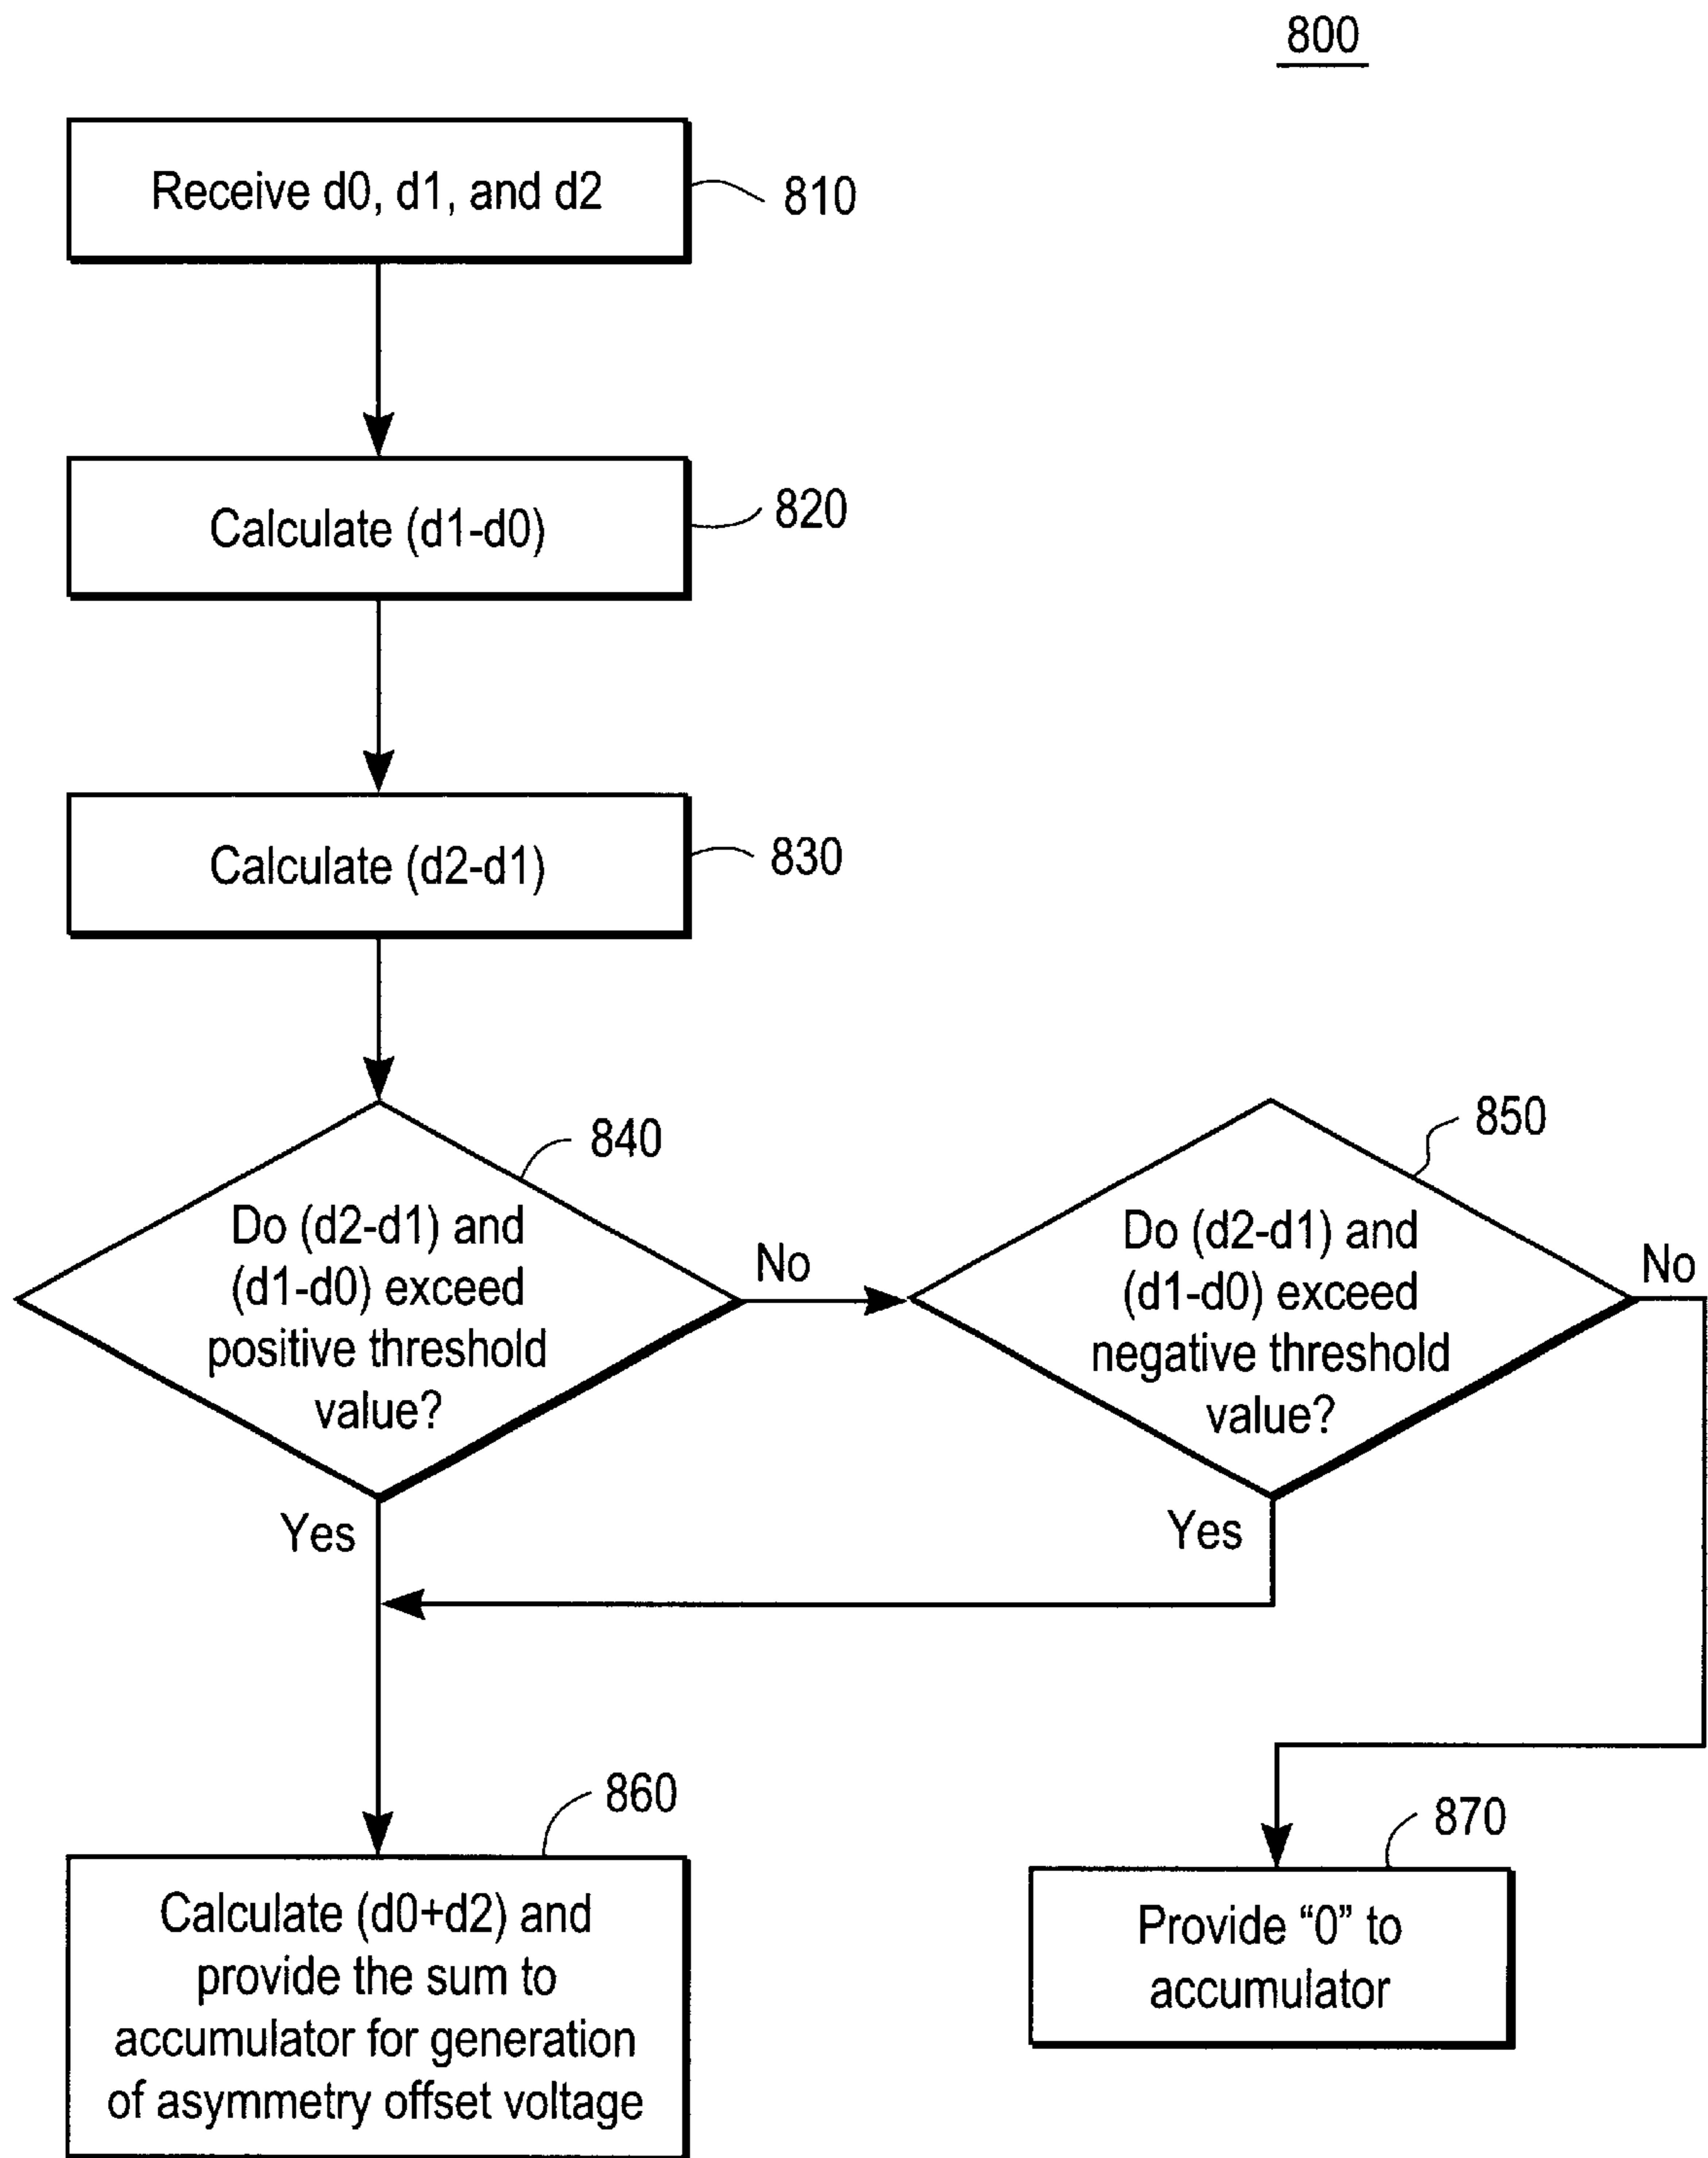 800
Receive d0, d1, and d2
810
Calculate (d1-d0)
820
Calculate (d2-d1)
830
840
Do (d2-d1) and
(d1-d0) exceed
positive threshold
value?
No
Yes
850
Do (d2-d1) and
(d1-d0) exceed
negative threshold
value?
No
Yes
860
Calculate (d0+d2) and
provide the sum to
accumulator for generation
of asymmetry offset voltage
870
Provide “0” to
accumulator